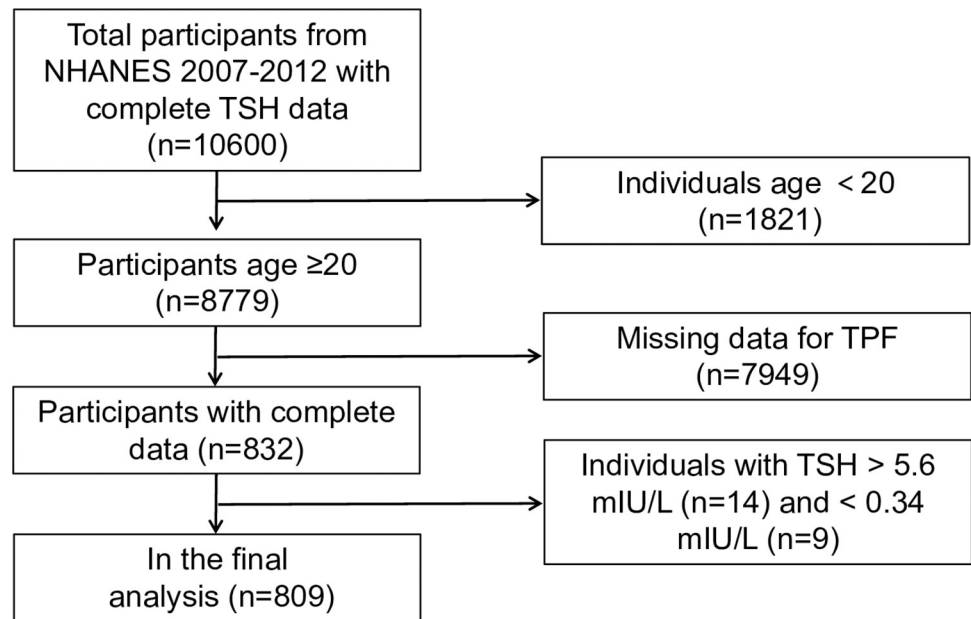 Total participants from
NHANES 2007-2012 with
complete TSH data
(n=10600)
Individuals age < 20
(n=1821)
Participants age ≥20
(n=8779)
Missing data for TPF
(n=7949)
Participants with complete
data (n=832)
Individuals with TSH > 5.6
mIU/L (n=14) and < 0.34
mIU/L (n=9)
In the final
analysis (n=809)